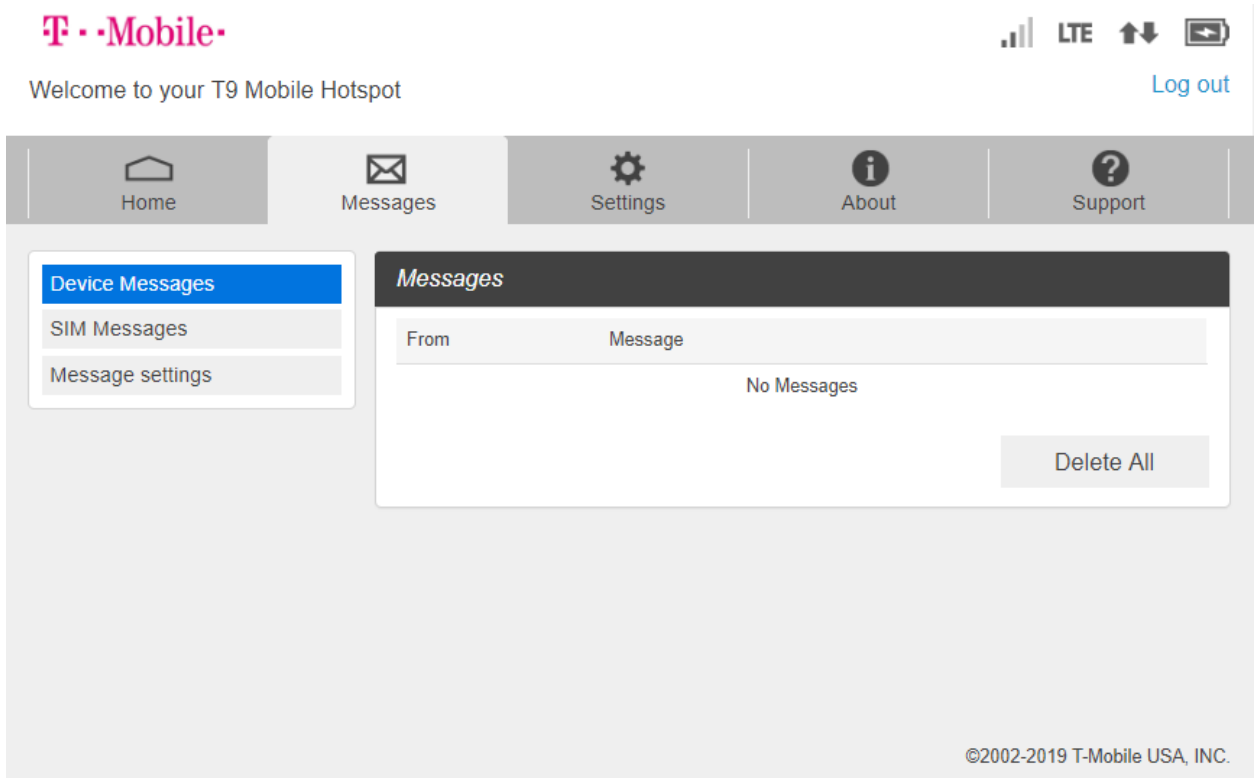 T··Mobile·
LTE
Welcome to your T9 Mobile Hotspot
Log out
Home
Messages
Settings
About
Support
Device Messages
SIM Messages
Message settings
Messages
From Message
No Messages
Delete All
©2002-2019 T-Mobile USA, INC.